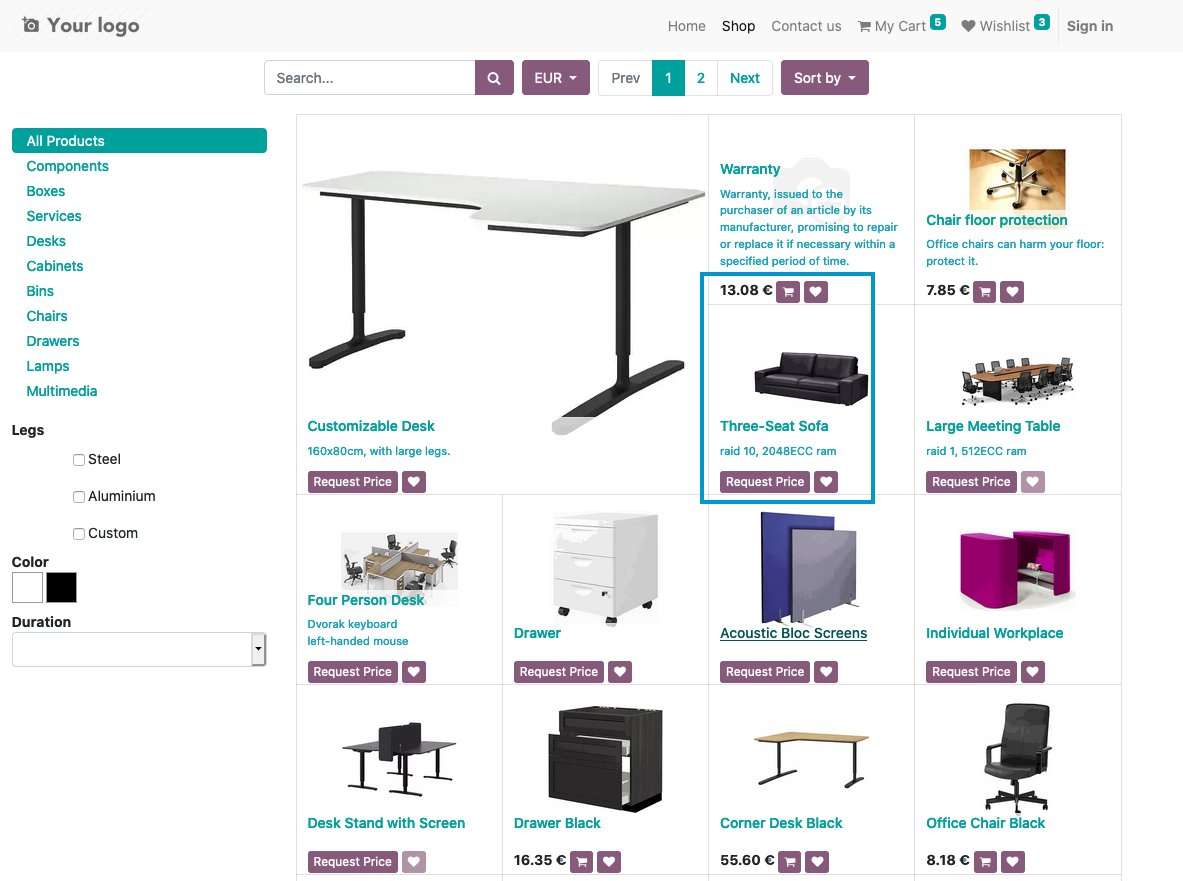 Your logo
Home Shop Contact us My Cart 5 Wishlist 3 Sign in
Search... EUR Prev 1 2 Next Sort by
All Products
Components
Boxes
Services
Desks
Cabinets
Bins
Chairs
Drawers
Lamps
Multimedia
Legs
Steel
Aluminium
Custom
Color
Duration
Customizable Desk
160x80cm, with large legs.
Request Price
Warranty
Warranty, issued to the
purchaser of an article by its
manufacturer, promising to repair
or replace it if necessary within a
specified period of time.
13.08 €
Chair floor protection
Office chairs can harm your floor:
protect it.
7.85 €
Three-Seat Sofa
raid 10, 2048ECC ram
Request Price
Large Meeting Table
raid 1, 512ECC ram
Request Price
Four Person Desk
Dvorak keyboard
left-handed mouse
Request Price
Drawer
Request Price
Acoustic Bloc Screens
Request Price
Individual Workplace
Request Price
Desk Stand with Screen
Request Price
Drawer Black
16.35 €
Corner Desk Black
55.60 €
Office Chair Black
8.18 €